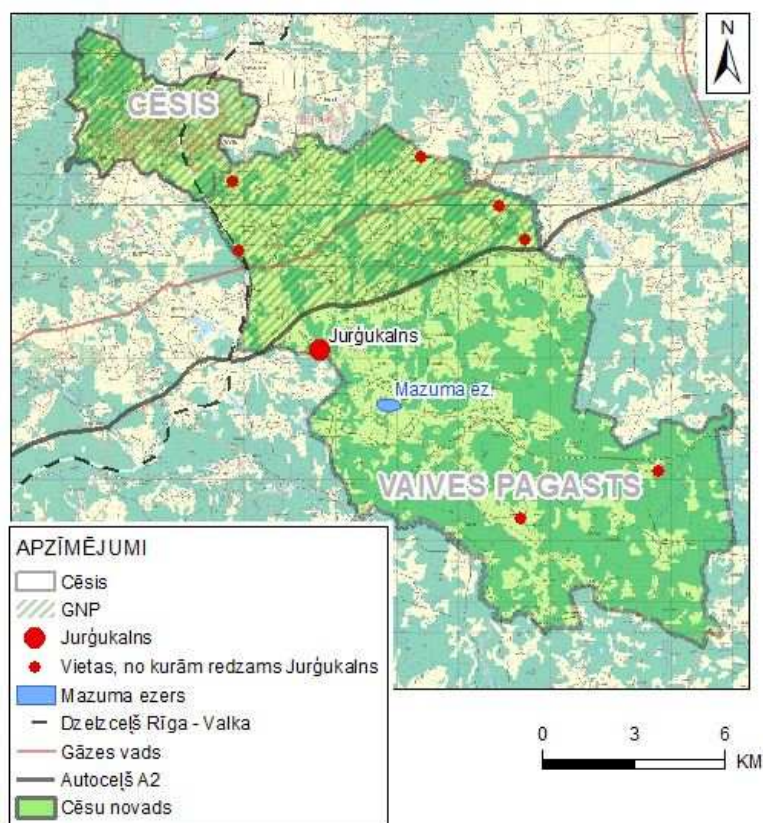 N
CĒSIS
Jurģukalns
Mazuma ez.
VAIVES PAGASTS
APZĪMĒJUMI
Cēsis
GNP
Jurģukalns
Vietas, no kurām redzams Jurģukalns
Mazuma ezers
Dzelzceļš Rīga - Valka
Gāzes vads
Autoceļš A2
Cēsu novads
0 3 6
KM